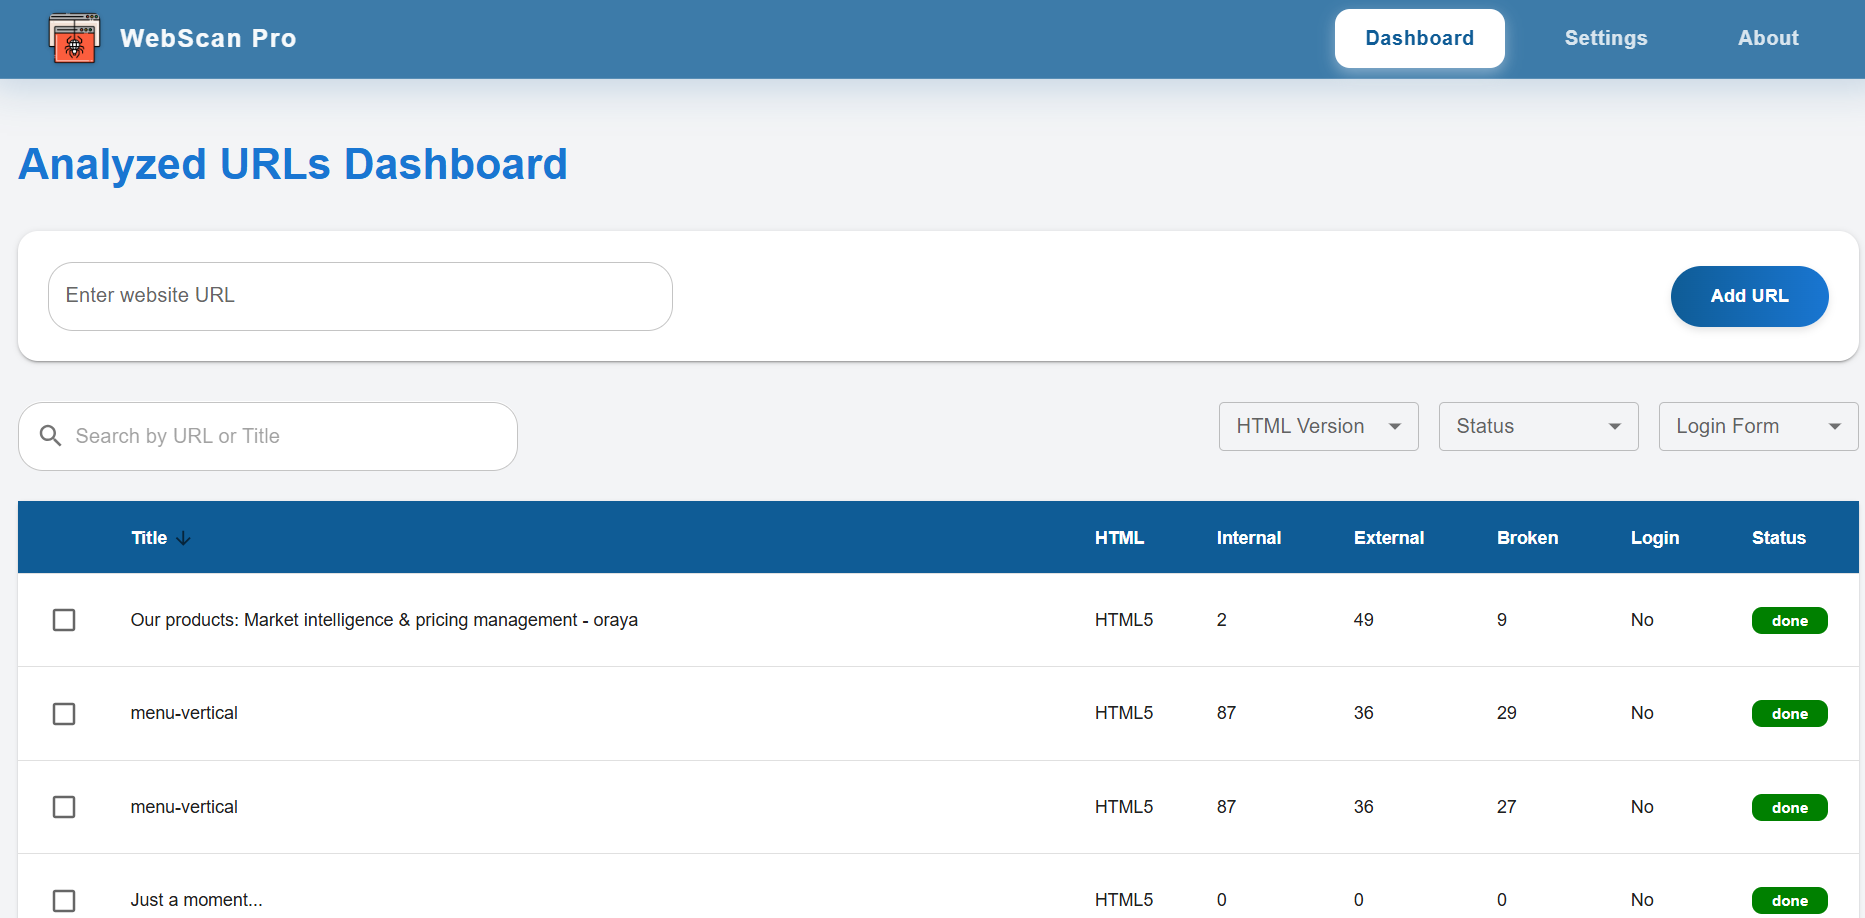 WebScan Pro Dashboard Settings About
Analyzed URLs Dashboard
Enter website URL Add URL
Search by URL or Title HTML Version Status Login Form
Title HTML Internal External Broken Login Status
Our products: Market intelligence & pricing management - oraya HTML5 2 49 9 No done
menu-vertical HTML5 87 36 29 No done
menu-vertical HTML5 87 36 27 No done
Just a moment... HTML5 0 0 0 No done